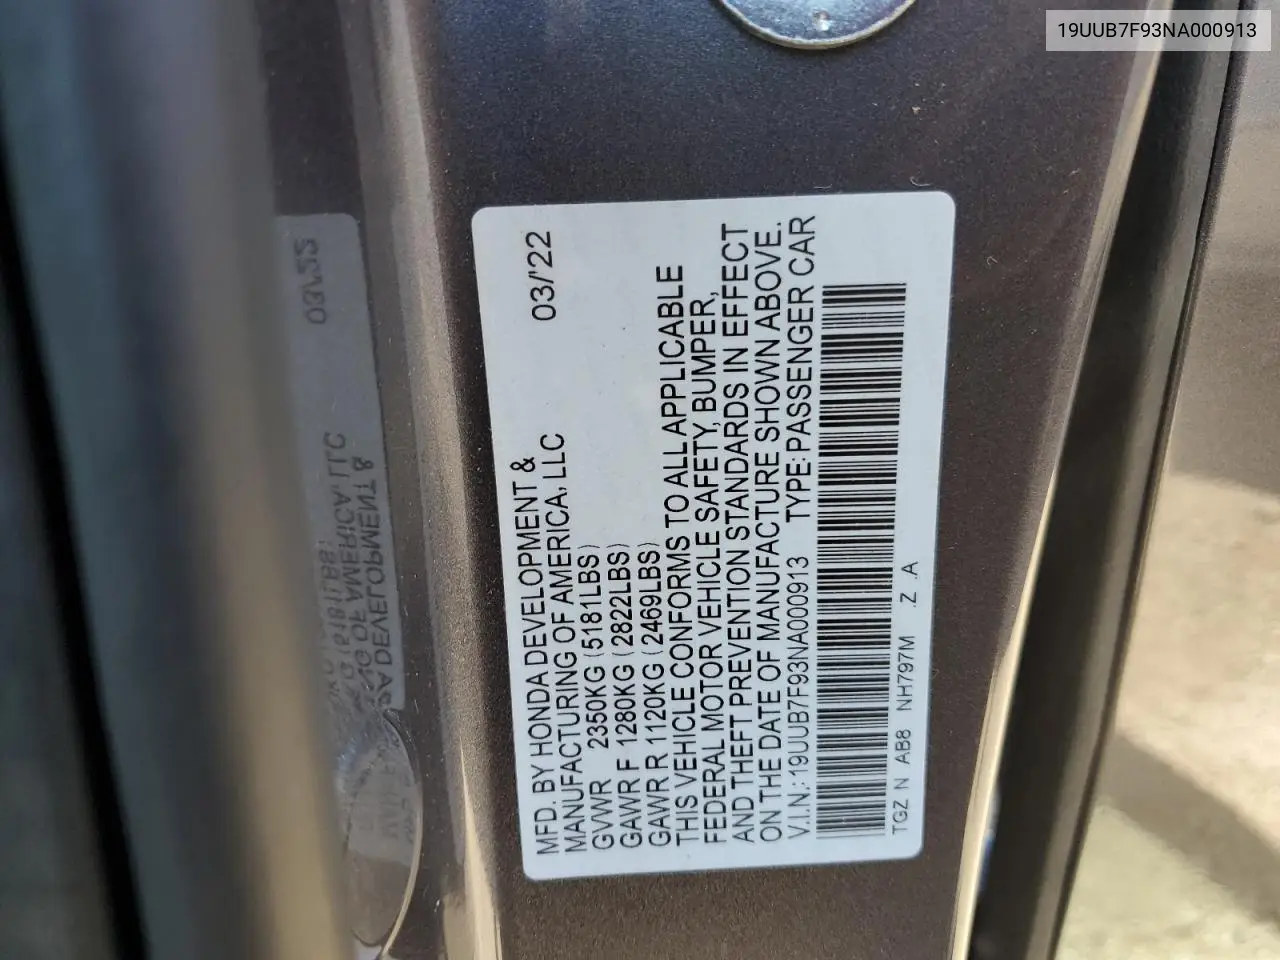 19UUB7F93NA000913
MFD. BY HONDA DEVELOPMENT &
MANUFACTURING OF AMERICA, LLC 03/'22
GVWR 2350KG (5181LBS)
GAWR F 1280KG (2822LBS)
GAWR R 1120KG (2469LBS)
THIS VEHICLE CONFORMS TO ALL APPLICABLE
FEDERAL MOTOR VEHICLE SAFETY, BUMPER,
AND THEFT PREVENTION STANDARDS IN EFFECT
ON THE DATE OF MANUFACTURE SHOWN ABOVE.
V.I.N.: 19UUB7F93NA000913 TYPE: PASSENGER CAR
TGZ N AB8 NH797M .Z .A